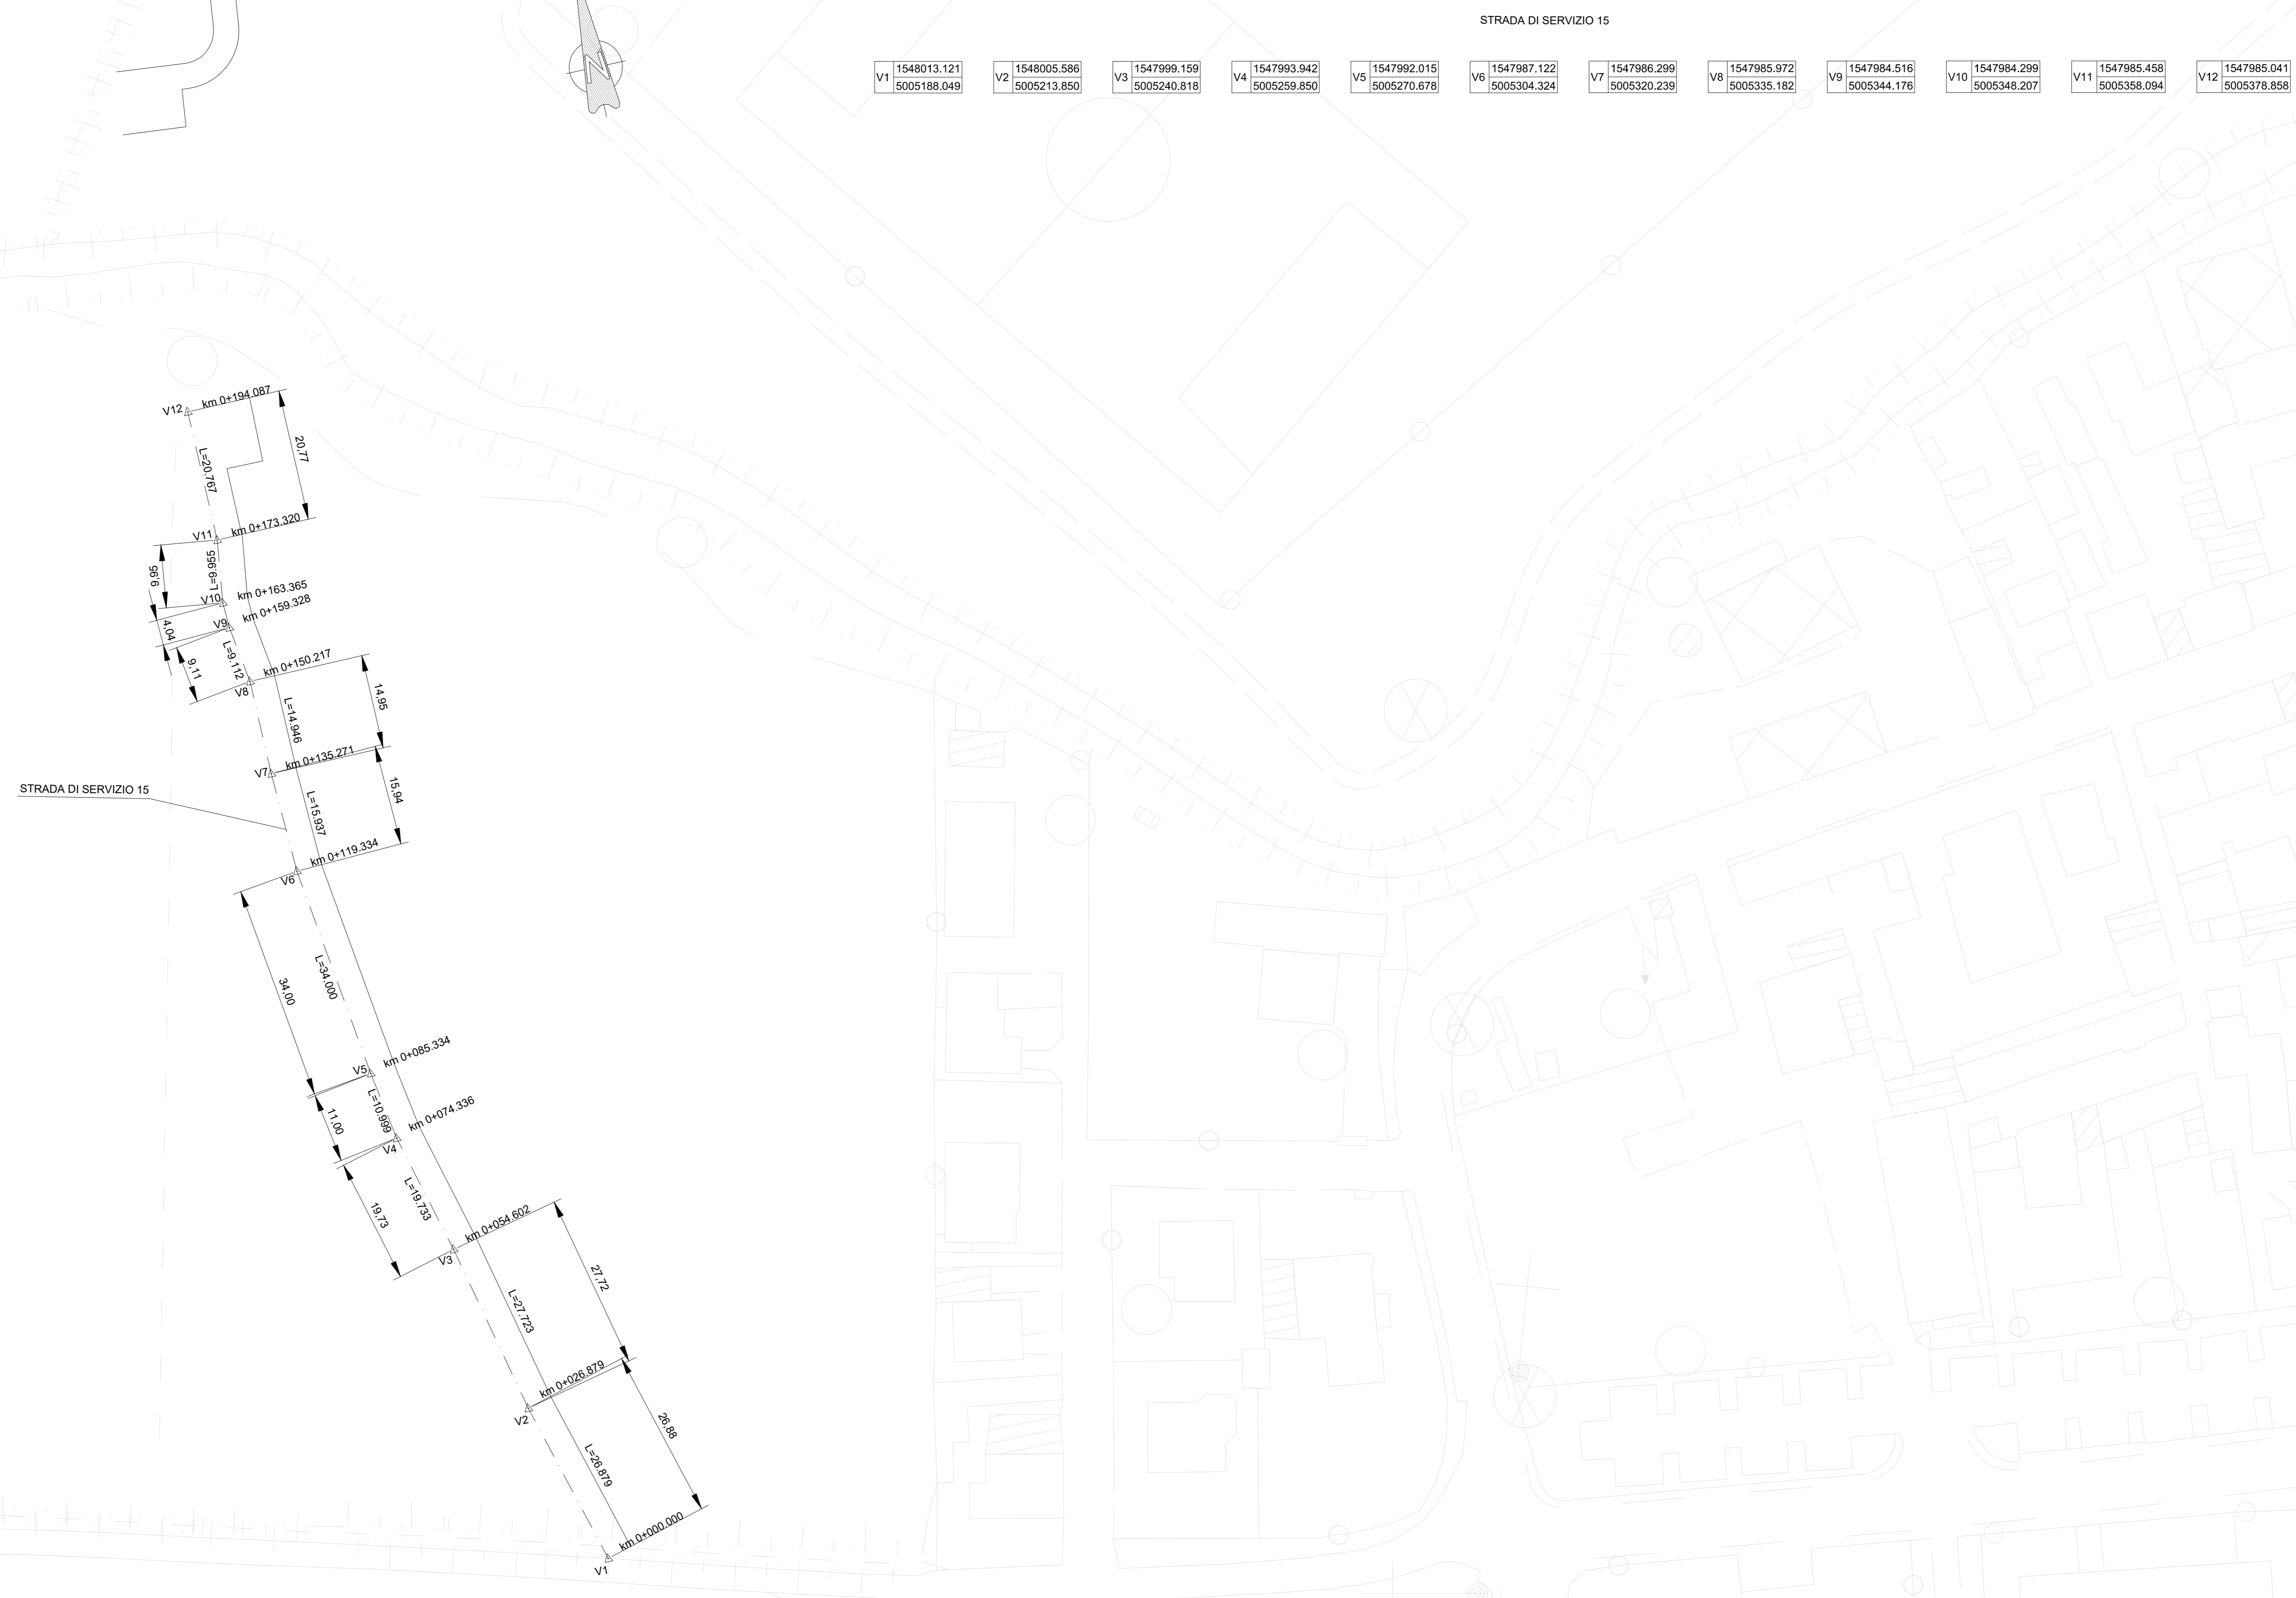 STRADA DI SERVIZIO 15
V1 1548013.121 5005188.049
V2 1548005.586 5005213.850
V3 1547999.159 5005240.818
V4 1547993.942 5005259.850
V5 1547992.015 5005270.678
V6 1547987.122 5005304.324
V7 1547986.299 5005320.239
V8 1547985.972 5005335.182
V9 1547984.516 5005344.176
V10 1547984.299 5005348.207
V11 1547985.458 5005358.094
V12 1547985.041 5005378.858
N
V12 km 0+194.087
L=20.767
20,77
V11 km 0+173.320
L=9.955
9,95
V10 km 0+163.365
V9 km 0+159.328
4,04
L=9.112
9,11
V8 km 0+150.217
L=14.946
14,95
V7 km 0+135.271
STRADA DI SERVIZIO 15
L=15.937
15,94
V6 km 0+119.334
L=34.000
34,00
V5 km 0+085.334
L=10.999
11,00
V4 km 0+074.336
L=19.733
19,73
V3 km 0+054.602
L=27.723
27,72
V2 km 0+026.879
L=26.879
26,88
V1 km 0+000.000